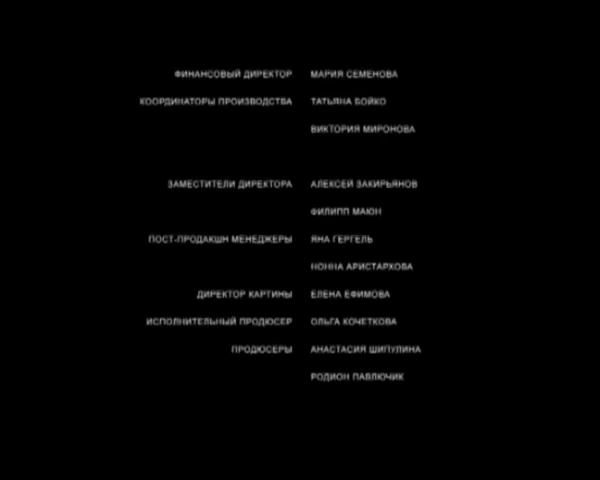 ФИНАНСОВЫЙ ДИРЕКТОР МАРИЯ СЕМЕНОВА
КООРДИНАТОРЫ ПРОИЗВОДСТВА ТАТЬЯНА БОЙКО
ВИКТОРИЯ МИРОНОВА
ЗАМЕСТИТЕЛИ ДИРЕКТОРА АЛЕКСЕЙ ЗАКИРЬЯНОВ
ФИЛИПП МАЮН
ПОСТ-ПРОДАКШН МЕНЕДЖЕРЫ ЯНА ГЕРГЕЛЬ
НОННА АРИСТАРХОВА
ДИРЕКТОР КАРТИНЫ ЕЛЕНА ЕФИМОВА
ИСПОЛНИТЕЛЬНЫЙ ПРОДЮСЕР ОЛЬГА КОЧЕТКОВА
ПРОДЮСЕРЫ АНАСТАСИЯ ШИПУЛИНА
РОДИОН ПАВЛЮЧИК